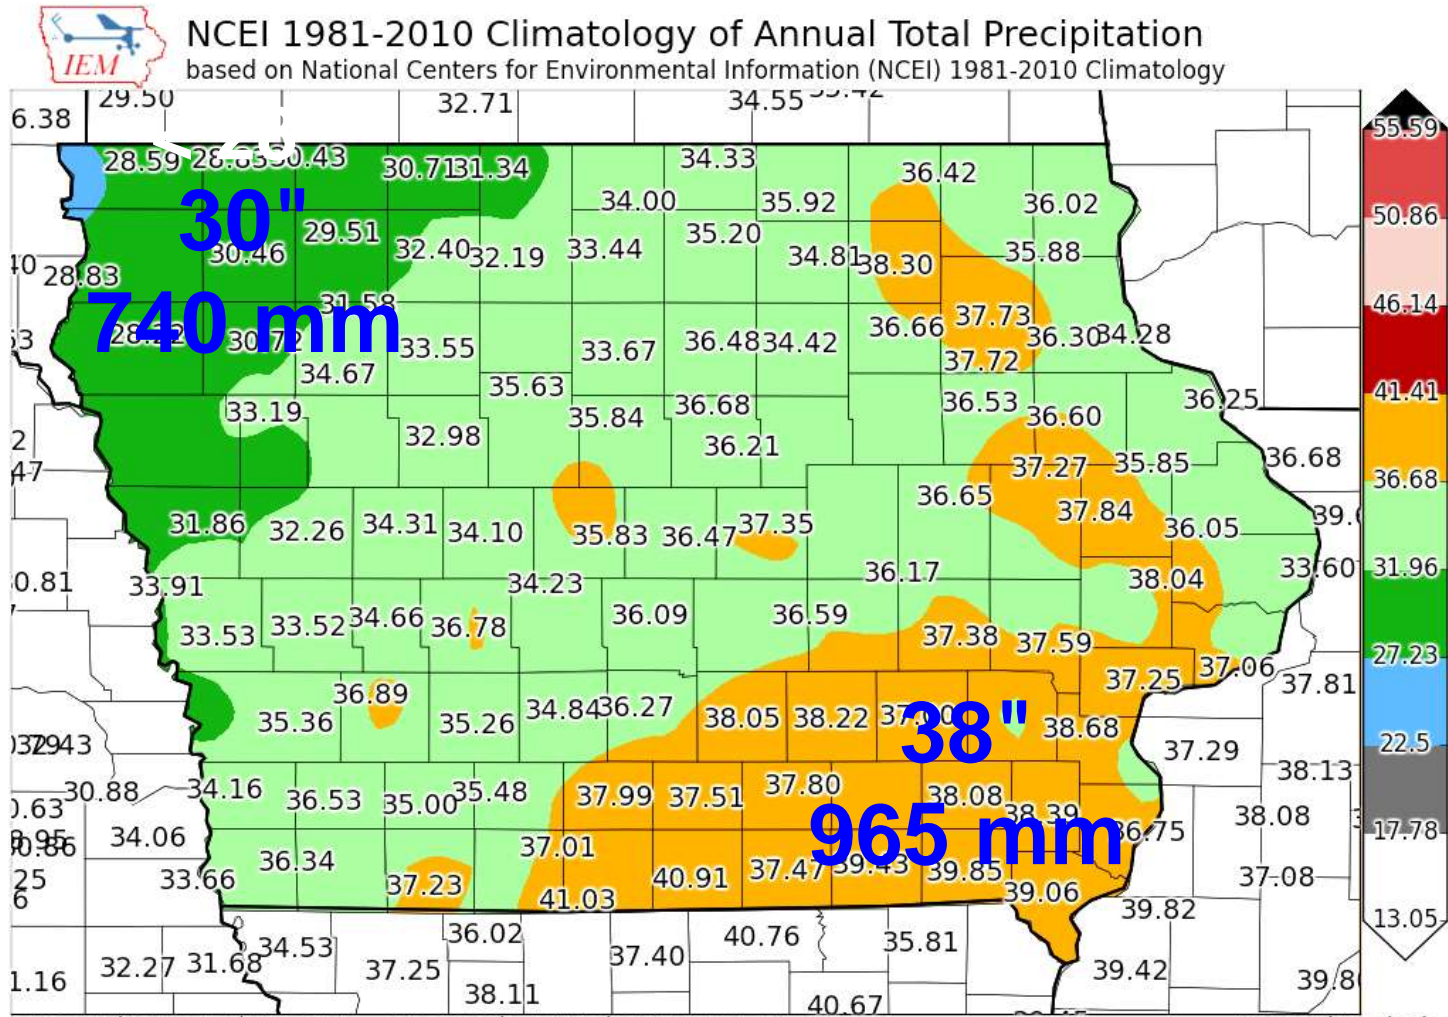 IEM
NCEI 1981-2010 Climatology of Annual Total Precipitation
based on National Centers for Environmental Information (NCEI) 1981-2010 Climatology
29.50 32.71 34.55
6.38
28.59 30.71 31.34 34.33 36.42
34.00 35.92 36.02
30"
29.51 32.40 32.19 33.44 35.20 34.81 38.30 35.88
30.46
28.83
31.58
740 mm
33.55 33.67 36.48 34.42 36.66 37.73 36.30 34.28
34.67 35.63 37.72
33.19 35.84 36.68 36.53 36.60 36.25
32.98 36.21
37.27 35.85 36.68
47
31.86 32.26 34.31 34.10 35.83 36.47 37.35 36.65 37.84 36.05
33.91 34.23 36.17 38.04 33.60
0.81
33.53 33.52 34.66 36.78 36.09 36.59 37.38 37.59
37.25 37.06 37.81
36.89
35.36 35.26 34.84 36.27 38.05 38.22 38.68
38"
37.29 38.13
30.88 34.16 36.53 35.00 35.48 37.99 37.51 37.80 38.08 38.39
38.08
965 mm
34.06 36.34 37.01 36.75
33.66 37.23 41.03 40.91 37.47 39.43 39.85 39.06 37.08
39.82
34.53 36.02 40.76 35.81
32.27 31.68 37.25 37.40 39.42
1.16
38.11 40.67
55.59
50.86
46.14
41.41
36.68
31.96
27.23
22.5
17.78
13.05